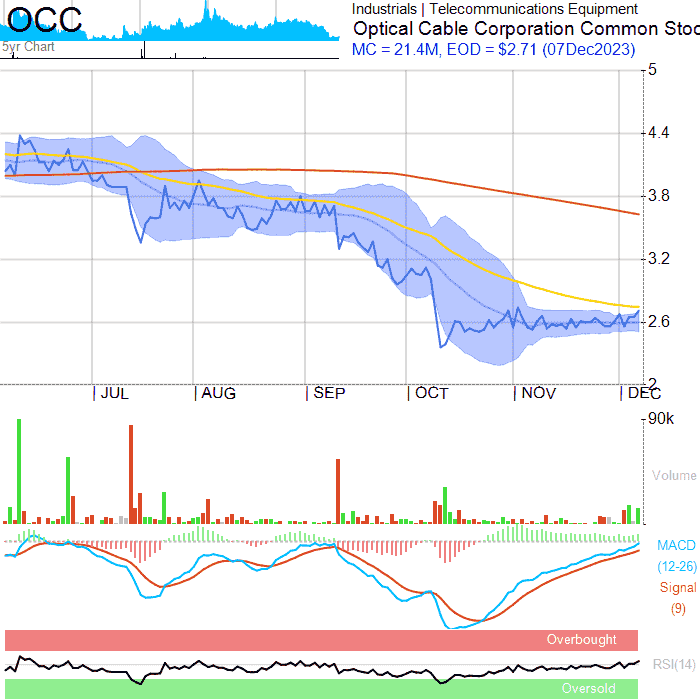 OCC
5yr Chart
Industrials | Telecommunications Equipment
Optical Cable Corporation Common Stoc
MC = 21.4M, EOD = $2.71 (07Dec2023)
5
4.4
3.8
3.2
2.6
2
JUL AUG SEP OCT NOV DEC
90k
Volume
MACD
(12-26)
Signal
(9)
Overbought
RSI(14)
Oversold